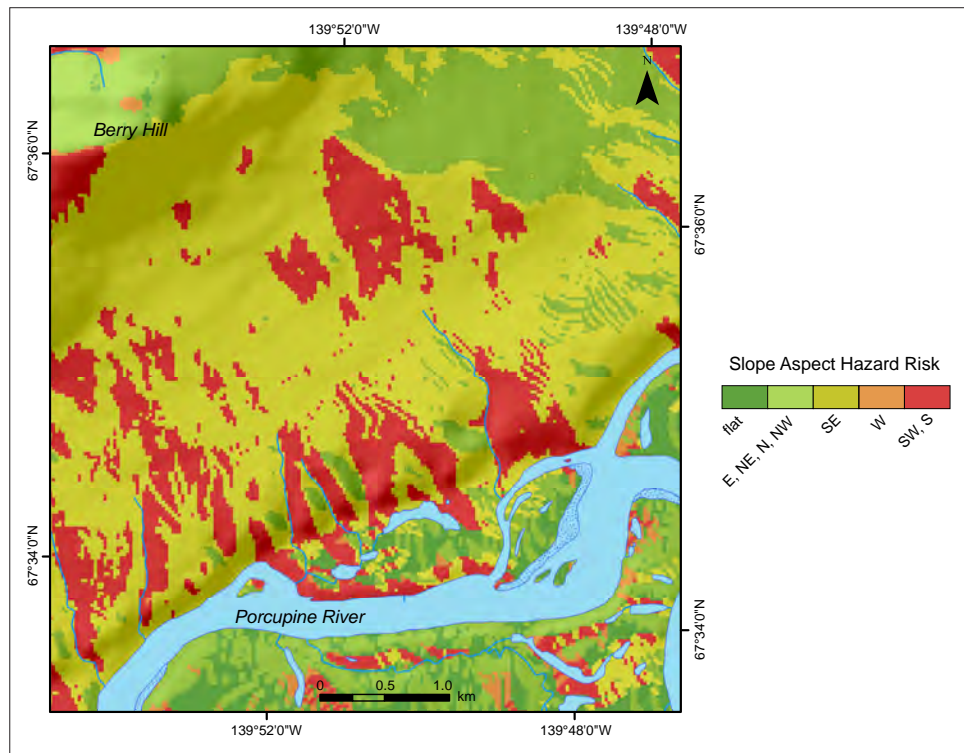 139°52'0"W
139°48'0"W
N
Berry Hill
67°36'0"N
67°36'0"N
Slope Aspect Hazard Risk
flat
E, NE, N, NW
SE
W
SW, S
67°34'0"N
Porcupine River
67°34'0"N
0 0.5 1.0
km
139°52'0"W
139°48'0"W